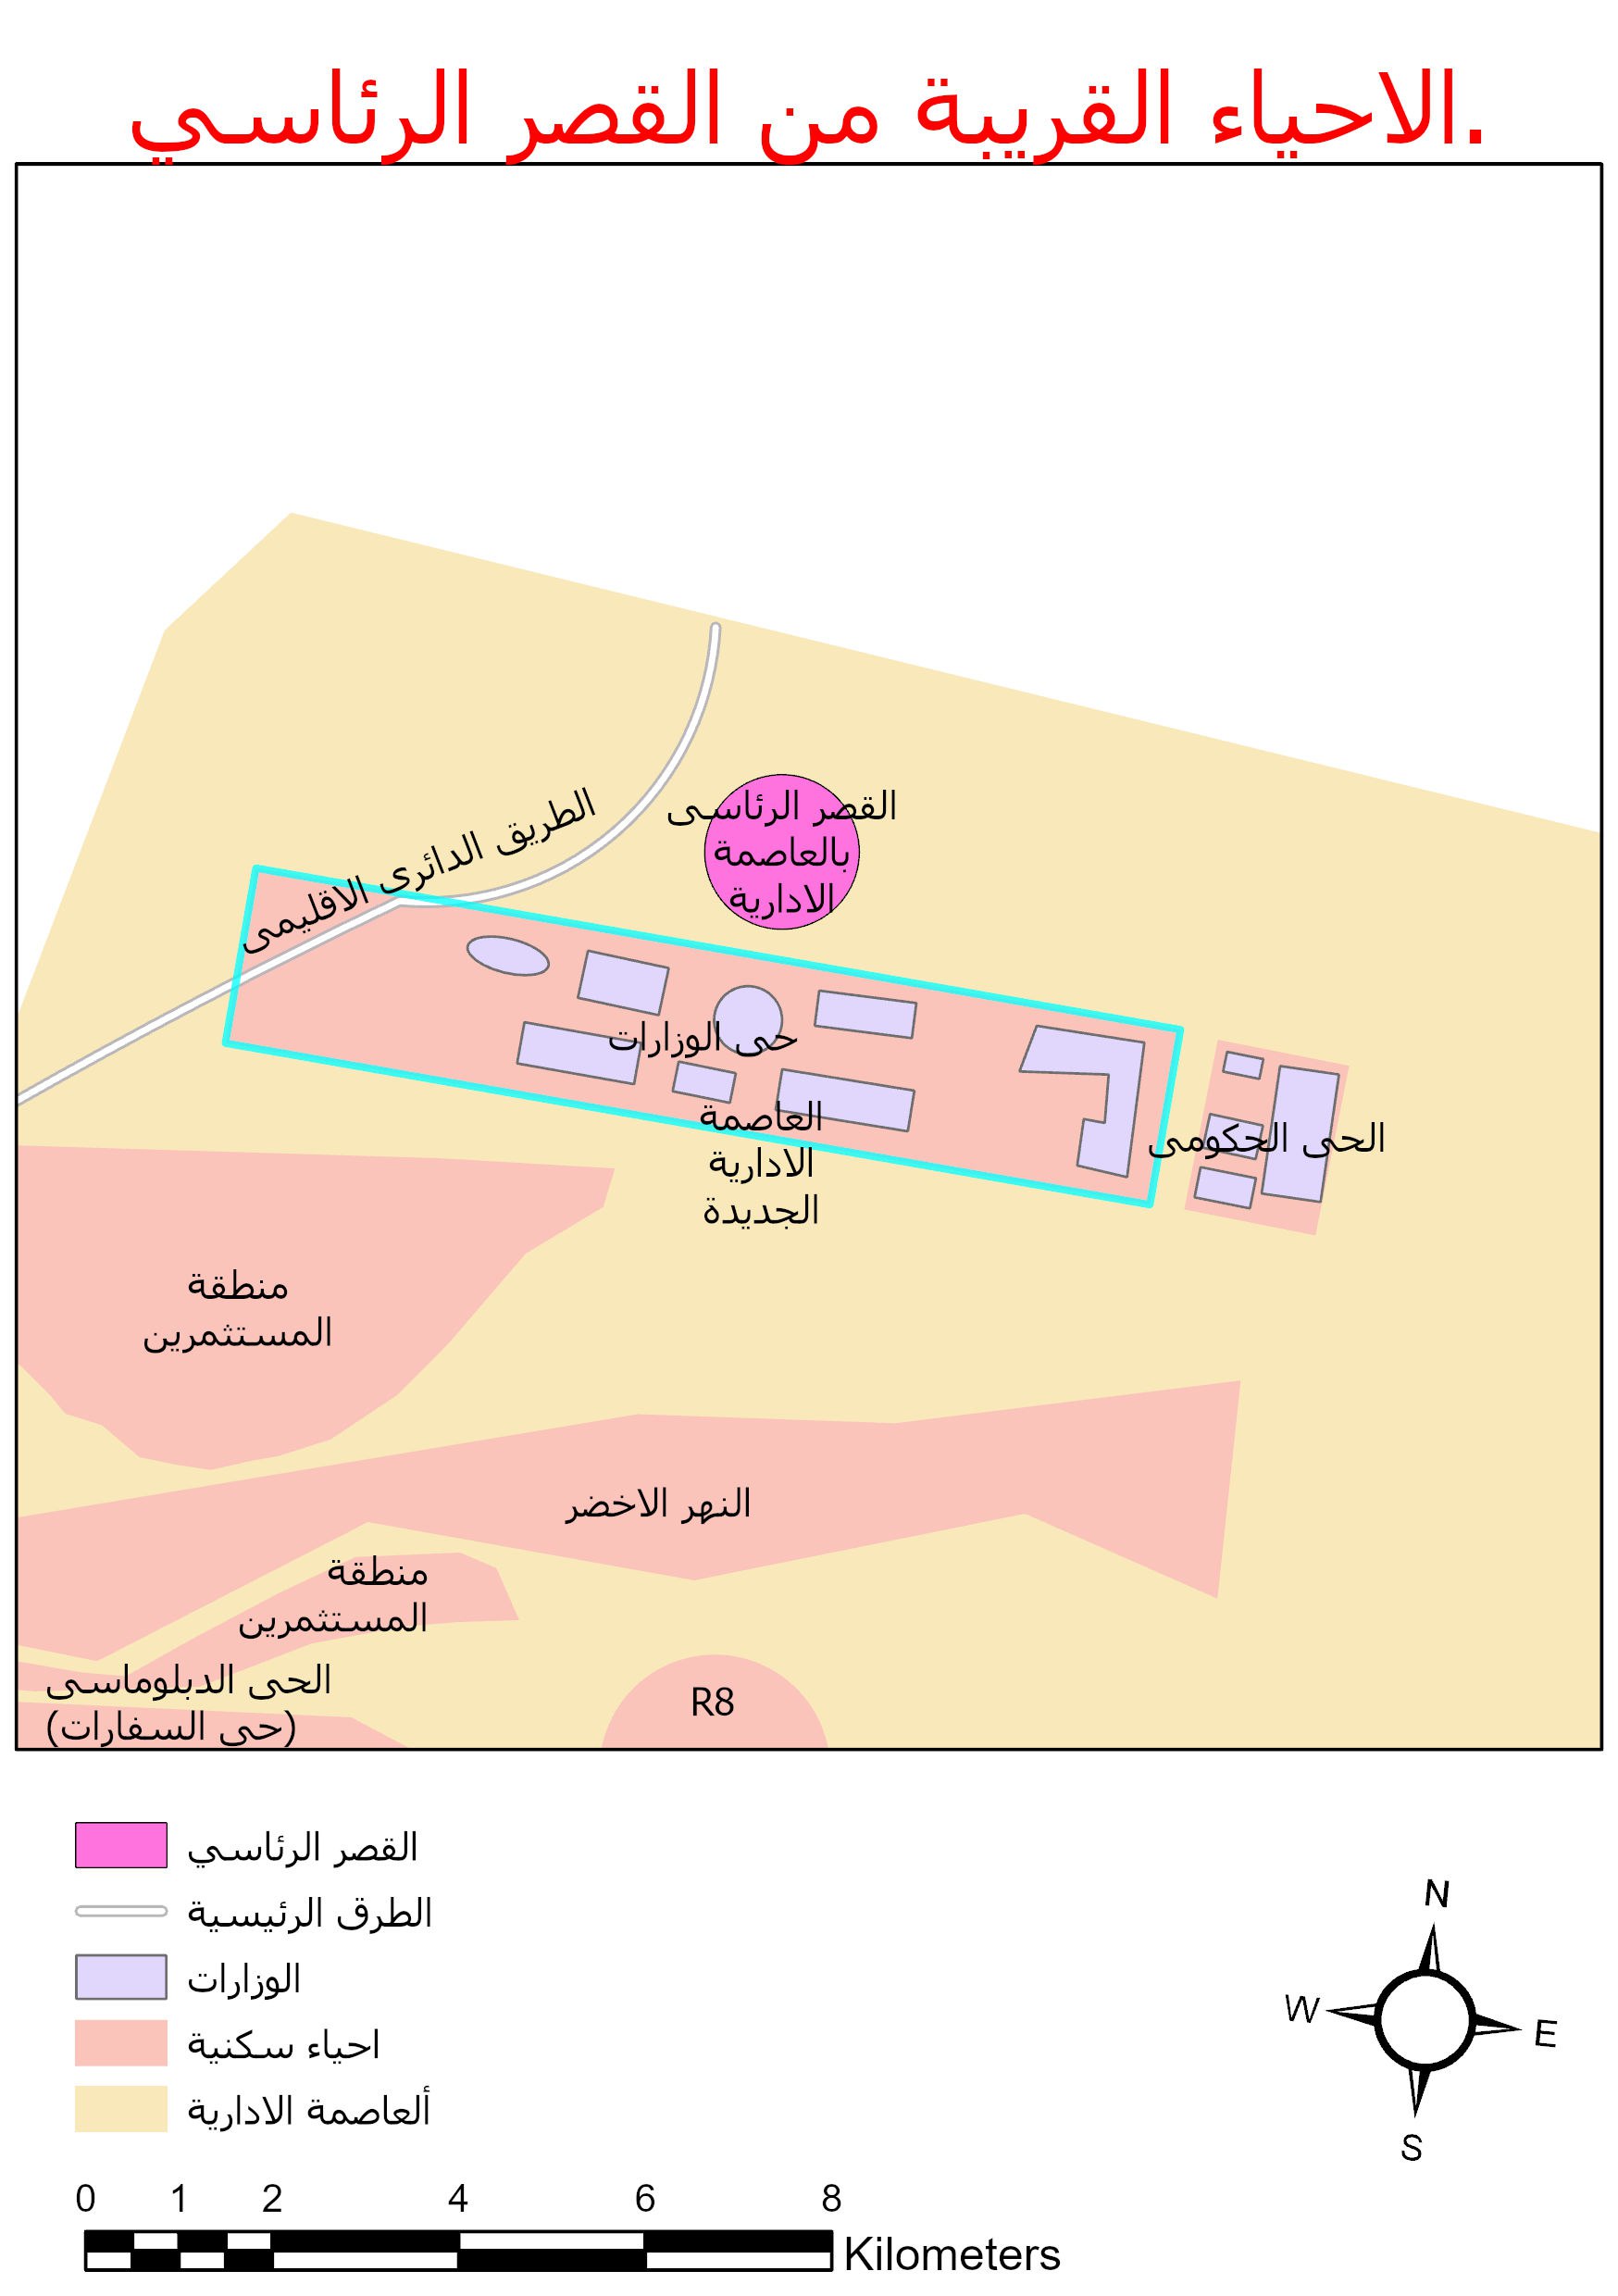 الاحياء القريبة من القصر الرئاسي.
القصر الرئاسى
بالعاصمة
الادارية
الطريق الدائرى الاقليمى
حى الوزارات
العاصمة
الادارية
الجديدة
الحى الحكومى
منطقة
المستثمرين
النهر الاخضر
منطقة
المستثمرين
الحى الدبلوماسى
(حى السفارات)
R8
القصر الرئاسي
الطرق الرئيسية
الوزارات
احياء سكنية
ألعاصمة الادارية
N
W
E
S
0 1 2 4 6 8
Kilometers